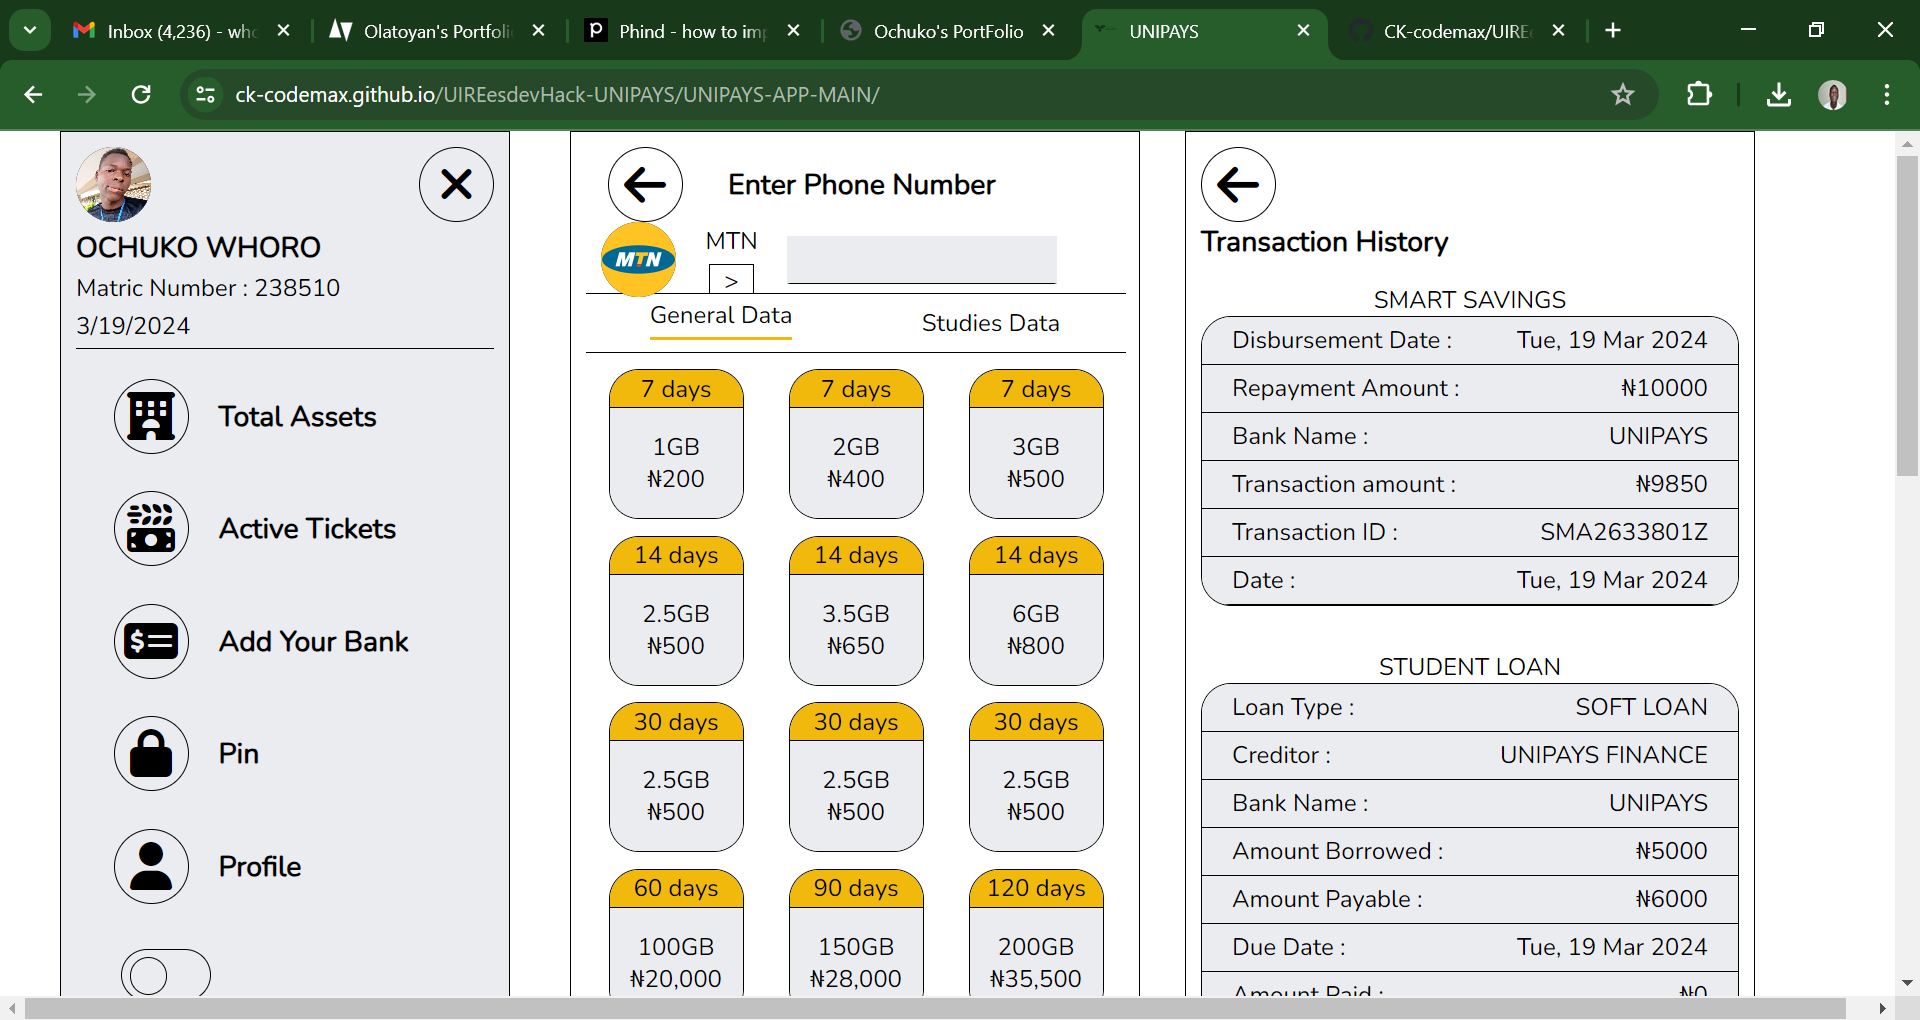 Inbox (4,236) - who
Olatoyan's Portfoli
Phind - how to imp
Ochuko's PortFolio
UNIPAYS
CK-codemax/UIREe
ck-codemax.github.io/UIREesdevHack-UNIPAYS/UNIPAYS-APP-MAIN/
OCHUKO WHORO
Matric Number : 238510
3/19/2024
Total Assets
Active Tickets
Add Your Bank
Pin
Profile
Enter Phone Number
MTN
MTN
>
General Data
Studies Data
7 days
1GB
₦200
7 days
2GB
₦400
7 days
3GB
₦500
14 days
2.5GB
₦500
14 days
3.5GB
₦650
14 days
6GB
₦800
30 days
2.5GB
₦500
30 days
2.5GB
₦500
30 days
2.5GB
₦500
60 days
100GB
₦20,000
90 days
150GB
₦28,000
120 days
200GB
₦35,500
Transaction History
SMART SAVINGS
Disbursement Date : Tue, 19 Mar 2024
Repayment Amount : ₦10000
Bank Name : UNIPAYS
Transaction amount : ₦9850
Transaction ID : SMA2633801Z
Date : Tue, 19 Mar 2024
STUDENT LOAN
Loan Type : SOFT LOAN
Creditor : UNIPAYS FINANCE
Bank Name : UNIPAYS
Amount Borrowed : ₦5000
Amount Payable : ₦6000
Due Date : Tue, 19 Mar 2024
Amount Paid : ₦0